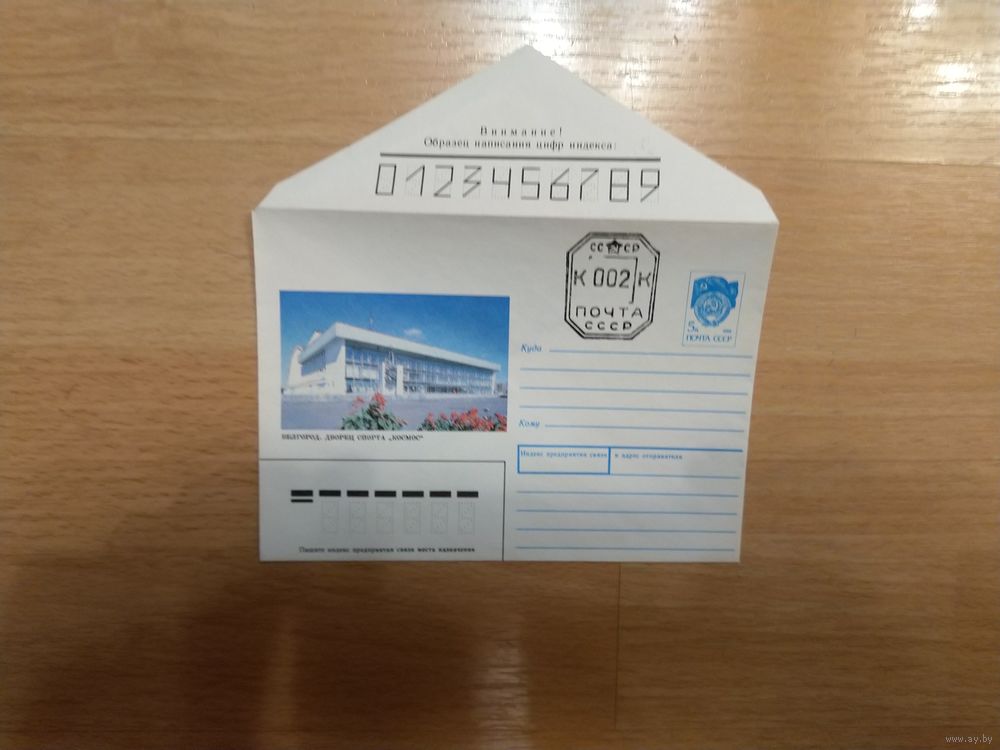 Внимание!
Образец написания цифр индекса:
0123456789
СССР
К 002 К
ПОЧТА
СССР
5к
ПОЧТА СССР
Куда
Кому
БЕЛГОРОД. ДВОРЕЦ СПОРТА „КОСМОС“
Индекс предприятия связи и адрес отправителя
Пишите индекс предприятия связи места назначения
www.ay.by